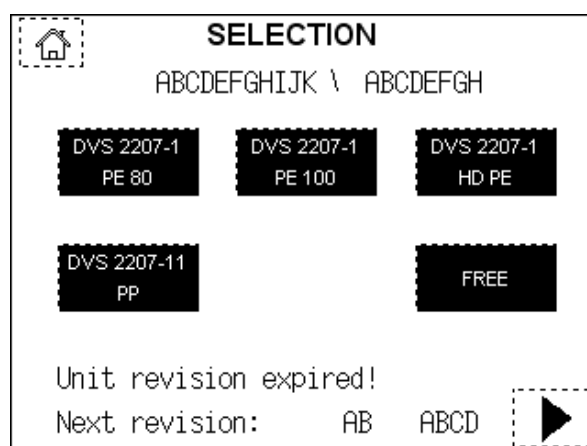 SELECTION
ABCDEFGHIJK \ ABCDEFGH
DVS 2207-1
PE 80
DVS 2207-1
PE 100
DVS 2207-1
HD PE
DVS 2207-11
PP
FREE
Unit revision expired!
Next revision: AB ABCD